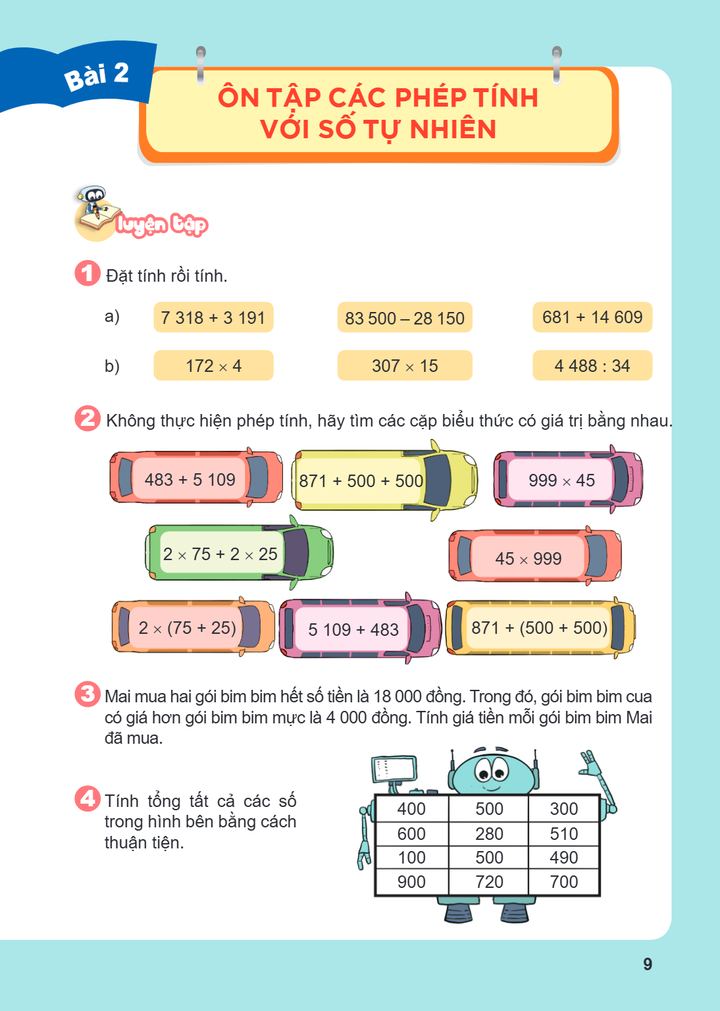 Bài 2
ÔN TẬP CÁC PHÉP TÍNH
VỚI SỐ TỰ NHIÊN
luyện tập
1 Đặt tính rồi tính.
a) 7 318 + 3 191 83 500 – 28 150 681 + 14 609
b) 172 × 4 307 × 15 4 488 : 34
2 Không thực hiện phép tính, hãy tìm các cặp biểu thức có giá trị bằng nhau.
483 + 5 109 871 + 500 + 500 999 × 45
2 × 75 + 2 × 25 45 × 999
2 × (75 + 25) 5 109 + 483 871 + (500 + 500)
3 Mai mua hai gói bim bim hết số tiền là 18 000 đồng. Trong đó, gói bim bim cua
có giá hơn gói bim bim mực là 4 000 đồng. Tính giá tiền mỗi gói bim bim Mai
đã mua.
4 Tính tổng tất cả các số
trong hình bên bằng cách
thuận tiện.
400 500 300
600 280 510
100 500 490
900 720 700
9